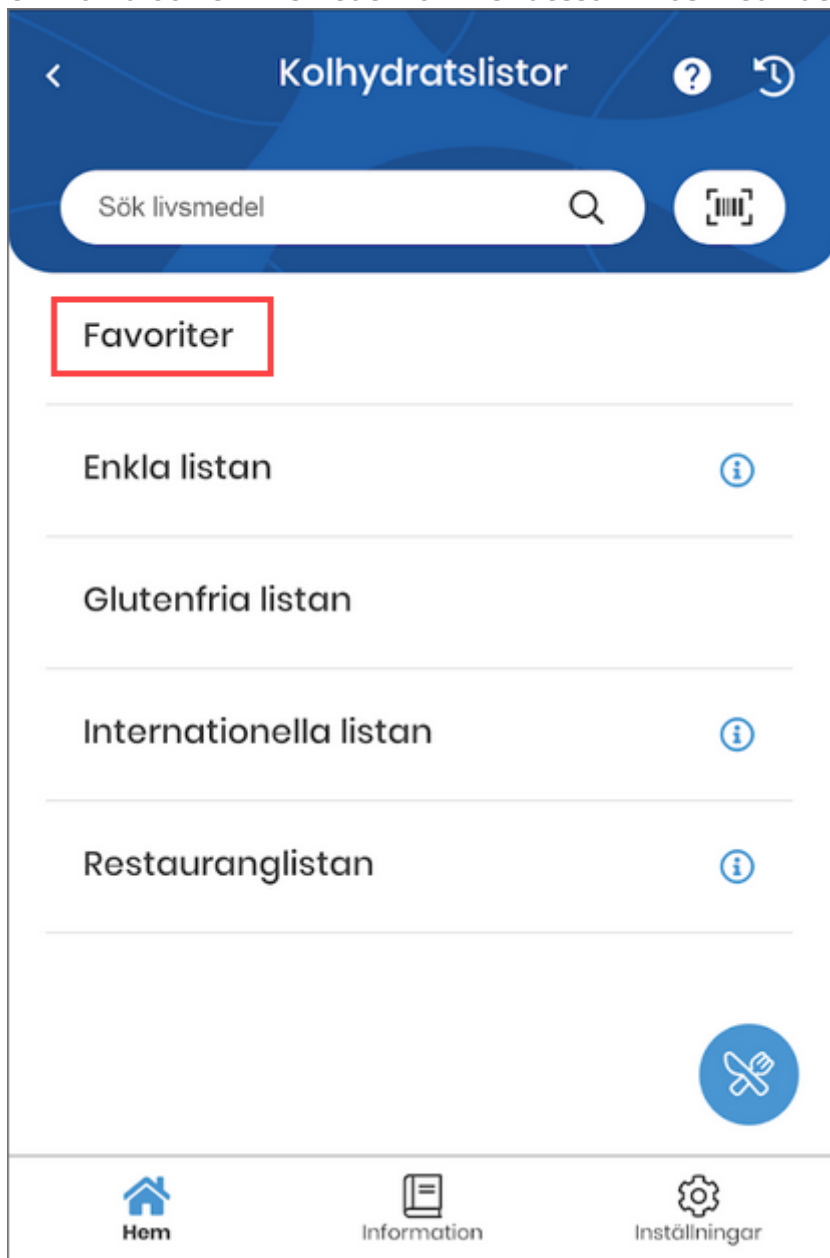 Kolhydratslistor
Sök livsmedel
Favoriter
Enkla listan
Glutenfria listan
Internationella listan
Restauranglistan
Hem
Information
Inställningar